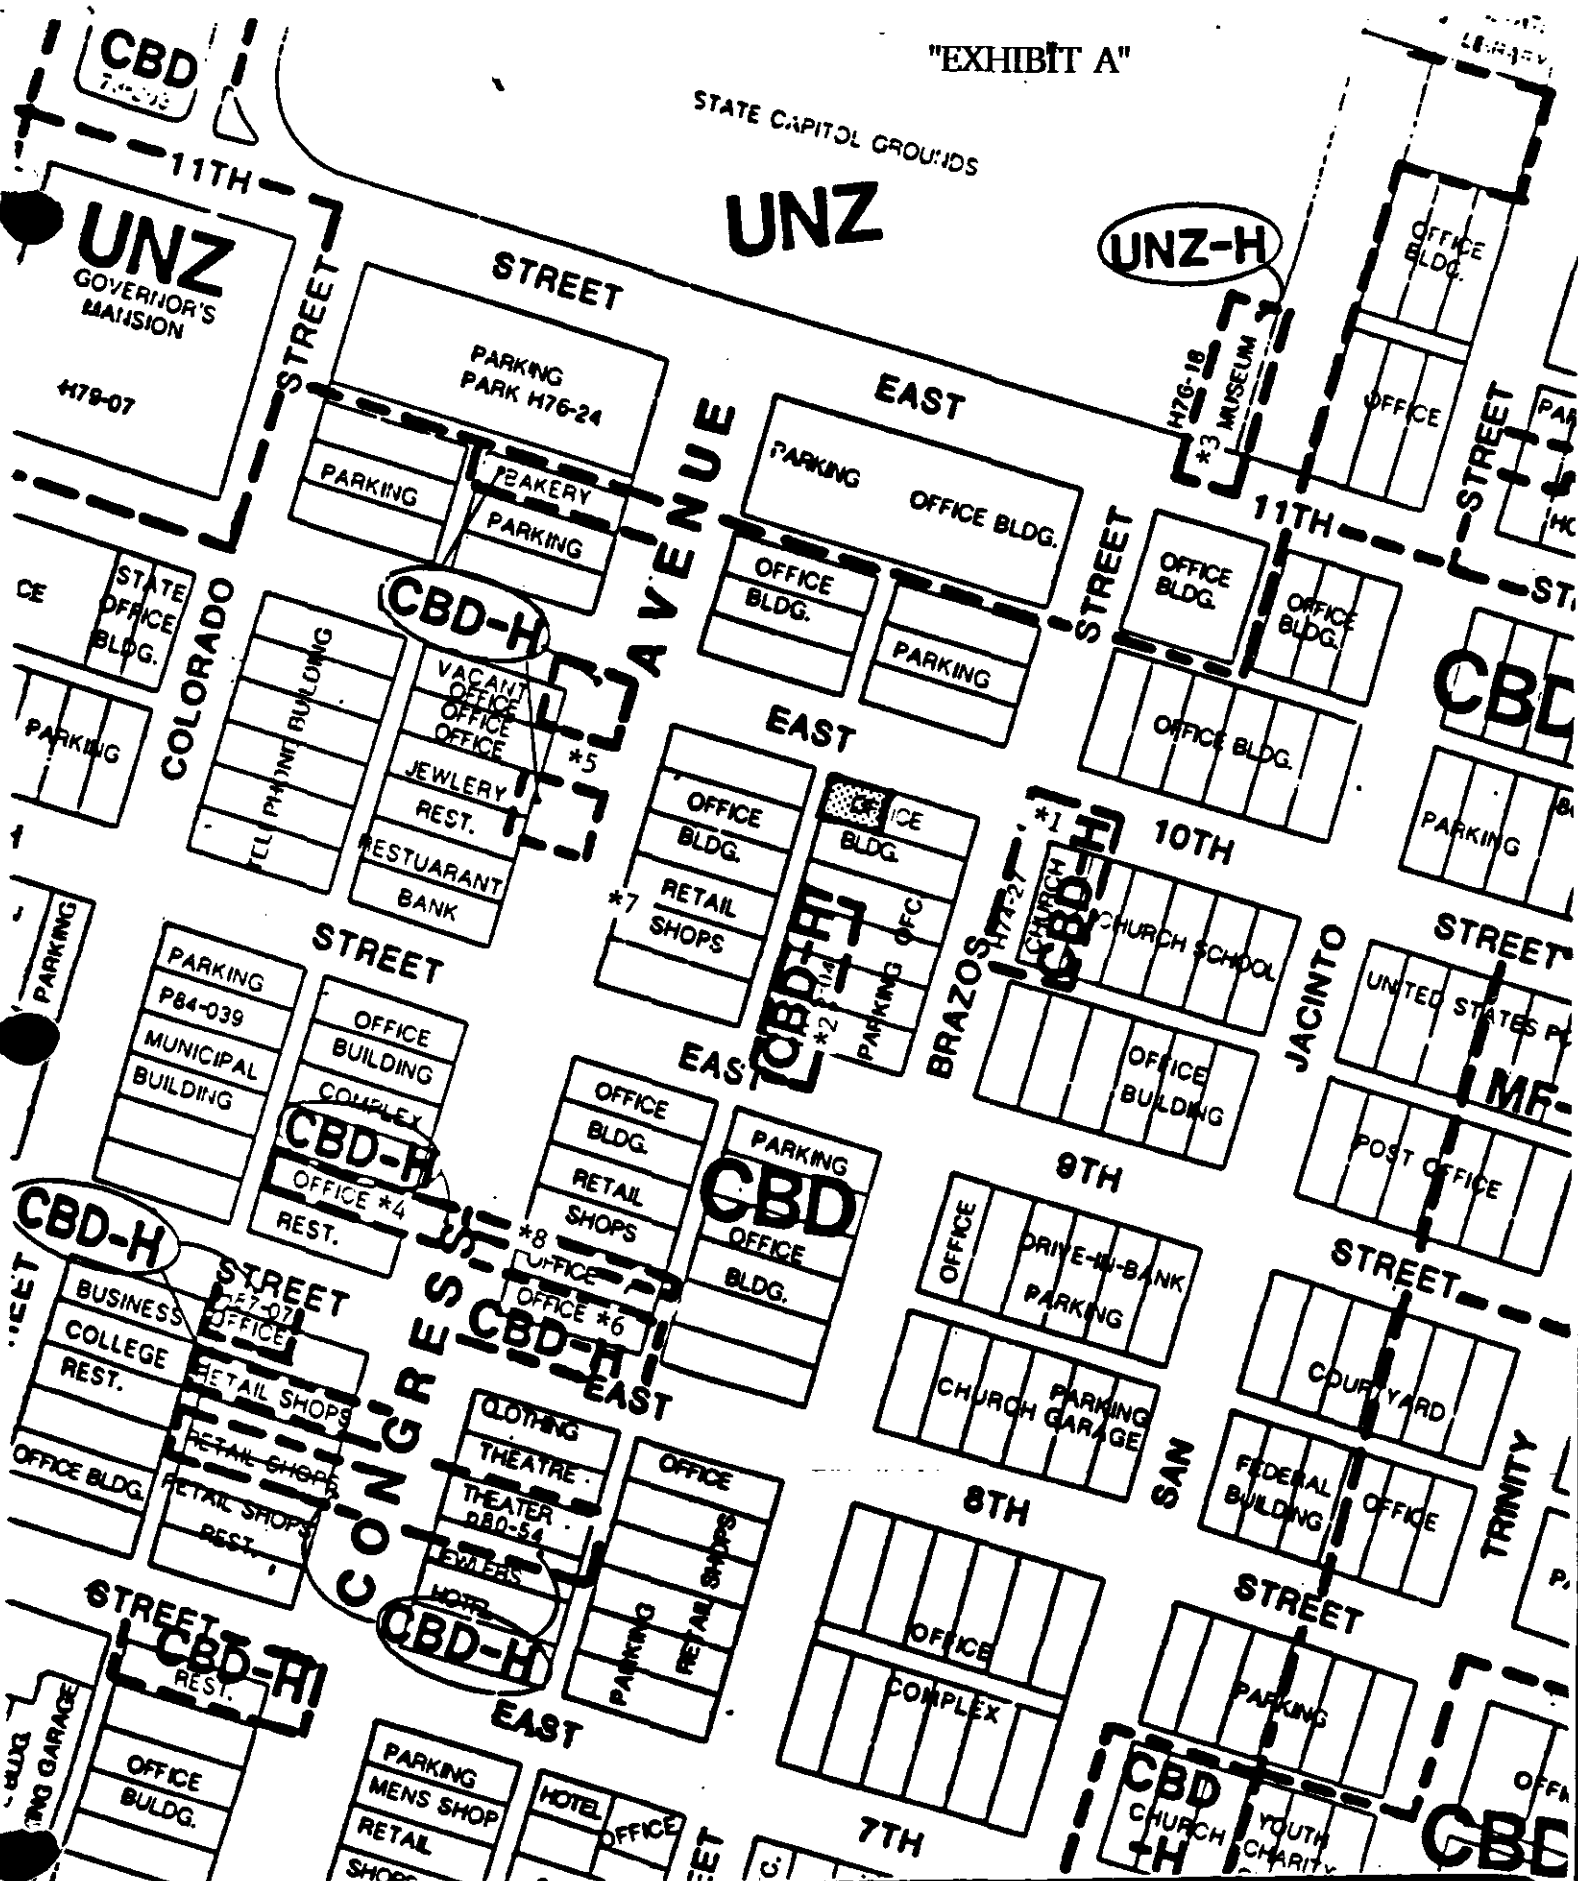 "EXHIBIT A"
CBD
STATE CAPITOL GROUNDS
UNZ
UNZ-H
11TH
STREET
EAST
11TH
UNZ
GOVERNOR'S
MANSION
H79-07
STREET
PARKING
PARK H76-24
AVENUE
PARKING
OFFICE BLDG.
H76-18
*3 MUSEUM
OFFICE
BLDG.
OFFICE
STREET
PARKING
BAKERY
PARKING
OFFICE
BLDG.
PARKING
STREET
OFFICE
BLDG.
OFFICE
BLDG.
STATE
OFFICE
BLDG.
COLORADO
PARKING
CBD-H
VACANT
OFFICE
OFFICE
OFFICE
JEWLERY
REST.
RESTUARANT
BANK
*5
EAST
10TH
STREET
OFFICE BLDG.
CBD
PARKING
OFFICE
BLDG.
RETAIL
SHOPS
*7
OFFICE
BLDG.
OFC
PARKING
CBD-H
*2
*1
H74-27
CHURCH
CBD-H
CHURCH SCHOOL
BRAZOS
JACINTO
UNITED STATES
POST OFFICE
MF-
PARKING
STREET
PARKING
P84-039
MUNICIPAL
BUILDING
OFFICE
BUILDING
COMPLEX
CBD-H
OFFICE *4
REST.
EAST
9TH
STREET
OFFICE
BLDG.
RETAIL
SHOPS
*8
OFFICE
OFFICE *6
CBD-H
PARKING
CBD
OFFICE
BLDG.
OFFICE
BUILDING
OFFICE
DRIVE-IN-BANK
PARKING
CHURCH
PARKING
GARAGE
SAN
COURTYARD
FEDERAL
BUILDING
OFFICE
TRINITY
CBD-H
STREET
BUSINESS
COLLEGE
REST.
OFFICE BLDG.
OFFICE
RETAIL SHOPS
RETAIL SHOPS
RETAIL SHOPS
REST.
CONGRESS
EAST
8TH
STREET
CLOTHING
THEATRE
THEATER
P80-54
JEWLERS
HOTEL
CBD-H
OFFICE
PARKING
RETAIL SHOPS
OFFICE
COMPLEX
PARKING
STREET
CBD-H
REST.
OFFICE
BULDG.
EAST
7TH
PARKING
MENS SHOP
RETAIL
SHOPS
HOTEL
OFFICE
CBD
-H
CHURCH
YOUTH
CHARITY
CBD